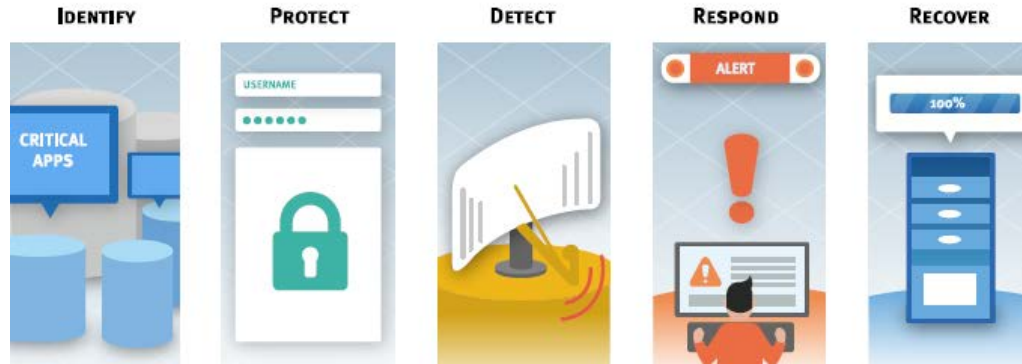 IDENTIFY
PROTECT
DETECT
RESPOND
RECOVER
CRITICAL
APPS
USERNAME
ALERT
100%